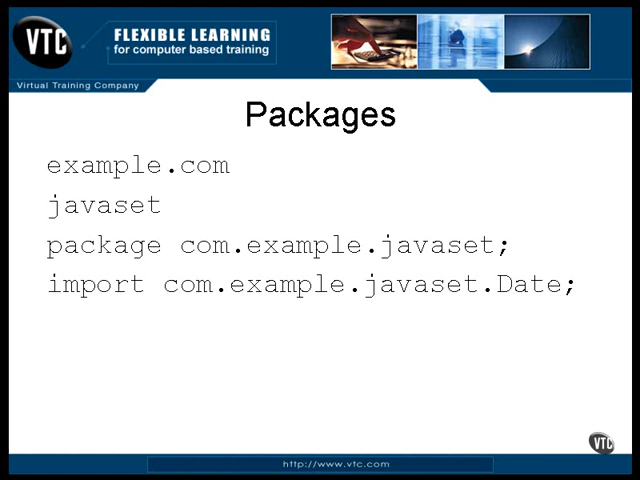 VTC
FLEXIBLE LEARNING
for computer based training
Virtual Training Company
Packages
example.com
javaset
package com.example.javaset;
import com.example.javaset.Date;
VTC
http://www.vtc.com